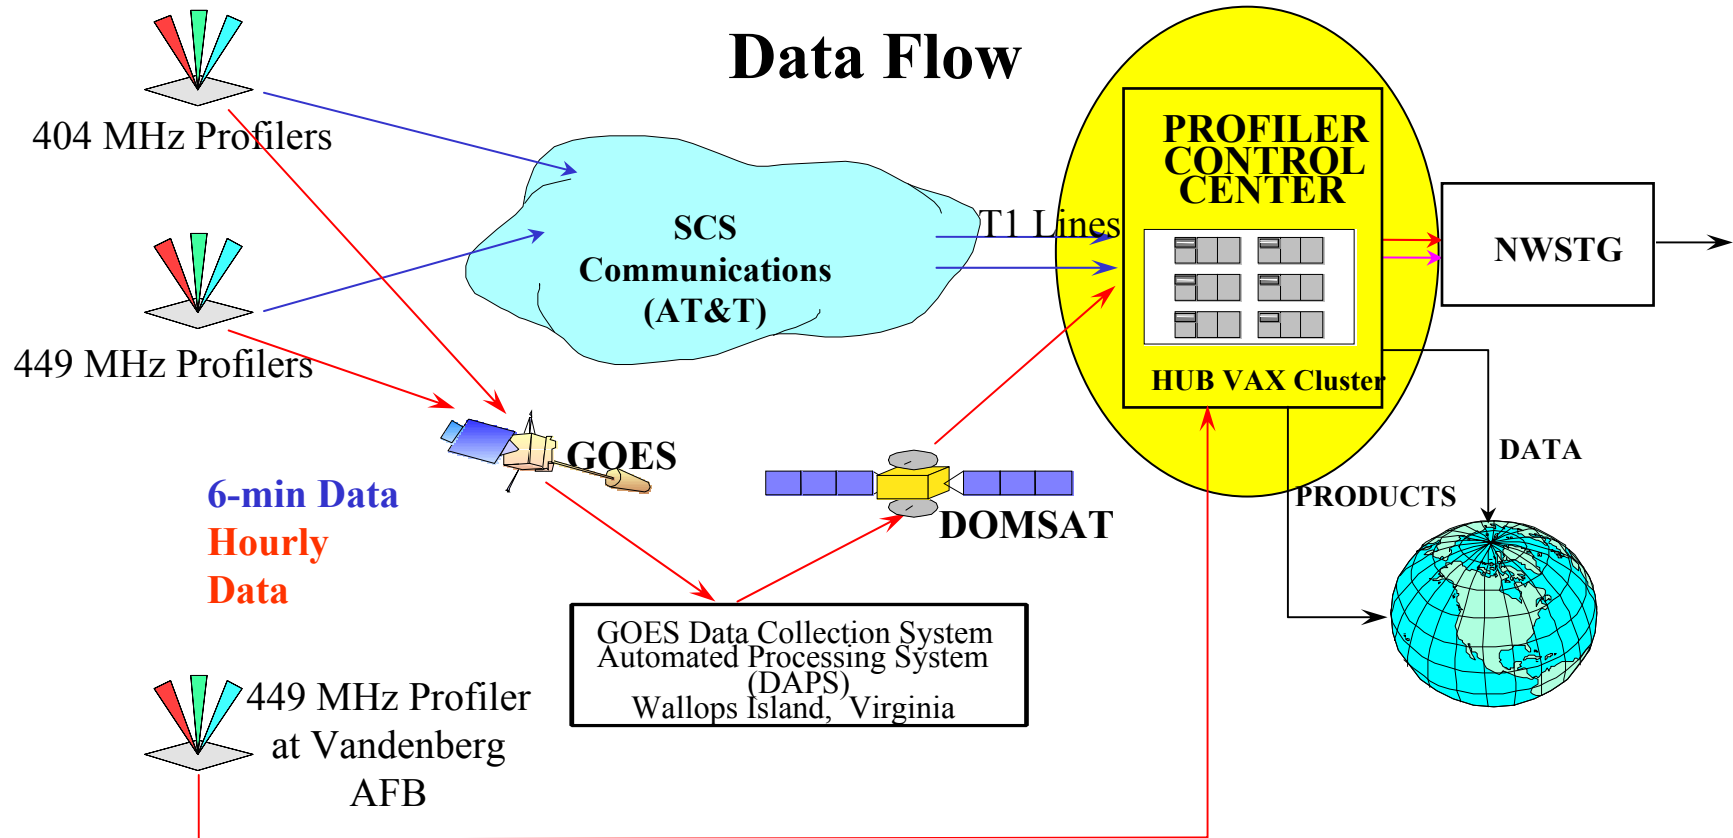 Data Flow
404 MHz Profilers
449 MHz Profilers
SCS
Communications
(AT&T)
T1 Lines
PROFILER
CONTROL
CENTER
HUB VAX Cluster
NWSTG
GOES
DOMSAT
DATA
PRODUCTS
6-min Data
Hourly
Data
GOES Data Collection System
Automated Processing System
(DAPS)
Wallops Island, Virginia
449 MHz Profiler
at Vandenberg
AFB